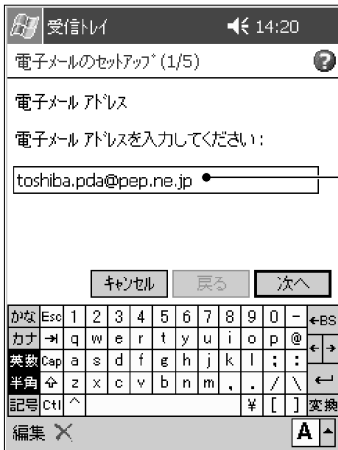 受信トレイ 14:20
電子メールのセットアップ(1/5)
電子メール アドレス
電子メール アドレスを入力してください:
toshiba.pda@pep.ne.jp
キャンセル 戻る 次へ
かな Esc 1 2 3 4 5 6 7 8 9 0 - ←BS
カナ q w e r t y u i o p @ ← →
英数 Cap a s d f g h j k l ; :
半角 z x c v b n m , . / \
記号 Ctl ^ ¥ [ ] 変換
編集 A